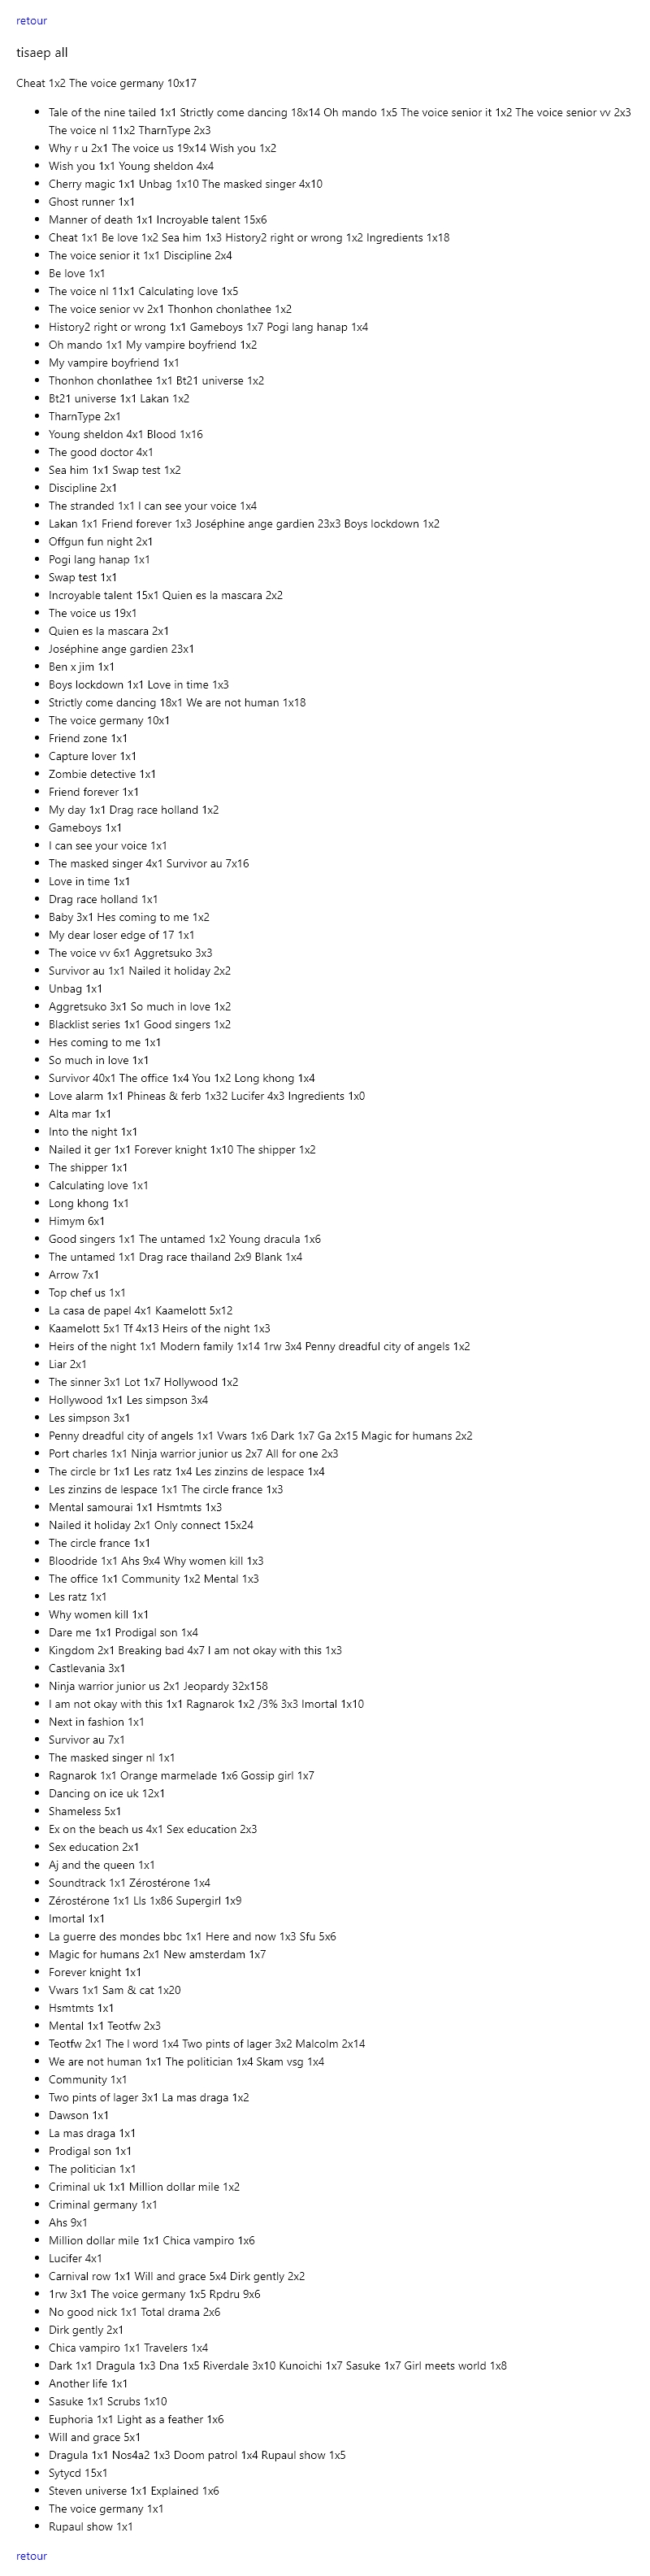 retour
tisaep all
Cheat 1x2 The voice germany 10x17
Tale of the nine tailed 1x1 Strictly come dancing 18x14 Oh mando 1x5 The voice senior it 1x2 The voice senior vv 2x3
The voice nl 11x2 TharnType 2x3
Why r u 2x1 The voice us 19x14 Wish you 1x2
Wish you 1x1 Young sheldon 4x4
Cherry magic 1x1 Unbag 1x10 The masked singer 4x10
Ghost runner 1x1
Manner of death 1x1 Incroyable talent 15x6
Cheat 1x1 Be love 1x2 Sea him 1x3 History2 right or wrong 1x2 Ingredients 1x18
The voice senior it 1x1 Discipline 2x4
Be love 1x1
The voice nl 11x1 Calculating love 1x5
The voice senior vv 2x1 Thonhon chonlathee 1x2
History2 right or wrong 1x1 Gameboys 1x7 Pogi lang hanap 1x4
Oh mando 1x1 My vampire boyfriend 1x2
My vampire boyfriend 1x1
Thonhon chonlathee 1x1 Bt21 universe 1x2
Bt21 universe 1x1 Lakan 1x2
TharnType 2x1
Young sheldon 4x1 Blood 1x16
The good doctor 4x1
Sea him 1x1 Swap test 1x2
Discipline 2x1
The stranded 1x1 I can see your voice 1x4
Lakan 1x1 Friend forever 1x3 Joséphine ange gardien 23x3 Boys lockdown 1x2
Offgun fun night 2x1
Pogi lang hanap 1x1
Swap test 1x1
Incroyable talent 15x1 Quien es la mascara 2x2
The voice us 19x1
Quien es la mascara 2x1
Joséphine ange gardien 23x1
Ben x jim 1x1
Boys lockdown 1x1 Love in time 1x3
Strictly come dancing 18x1 We are not human 1x18
The voice germany 10x1
Friend zone 1x1
Capture lover 1x1
Zombie detective 1x1
Friend forever 1x1
My day 1x1 Drag race holland 1x2
Gameboys 1x1
I can see your voice 1x1
The masked singer 4x1 Survivor au 7x16
Love in time 1x1
Drag race holland 1x1
Baby 3x1 Hes coming to me 1x2
My dear loser edge of 17 1x1
The voice vv 6x1 Aggretsuko 3x3
Survivor au 1x1 Nailed it holiday 2x2
Unbag 1x1
Aggretsuko 3x1 So much in love 1x2
Blacklist series 1x1 Good singers 1x2
Hes coming to me 1x1
So much in love 1x1
Survivor 40x1 The office 1x4 You 1x2 Long khong 1x4
Love alarm 1x1 Phineas & ferb 1x32 Lucifer 4x3 Ingredients 1x0
Alta mar 1x1
Into the night 1x1
Nailed it ger 1x1 Forever knight 1x10 The shipper 1x2
The shipper 1x1
Calculating love 1x1
Long khong 1x1
Himym 6x1
Good singers 1x1 The untamed 1x2 Young dracula 1x6
The untamed 1x1 Drag race thailand 2x9 Blank 1x4
Arrow 7x1
Top chef us 1x1
La casa de papel 4x1 Kaamelott 5x12
Kaamelott 5x1 Tf 4x13 Heirs of the night 1x3
Heirs of the night 1x1 Modern family 1x14 1rw 3x4 Penny dreadful city of angels 1x2
Liar 2x1
The sinner 3x1 Lot 1x7 Hollywood 1x2
Hollywood 1x1 Les simpson 3x4
Les simpson 3x1
Penny dreadful city of angels 1x1 Vwars 1x6 Dark 1x7 Ga 2x15 Magic for humans 2x2
Port charles 1x1 Ninja warrior junior us 2x7 All for one 2x3
The circle br 1x1 Les ratz 1x4 Les zinzins de lespace 1x4
Les zinzins de lespace 1x1 The circle france 1x3
Mental samourai 1x1 Hsmtmts 1x3
Nailed it holiday 2x1 Only connect 15x24
The circle france 1x1
Bloodride 1x1 Ahs 9x4 Why women kill 1x3
The office 1x1 Community 1x2 Mental 1x3
Les ratz 1x1
Why women kill 1x1
Dare me 1x1 Prodigal son 1x4
Kingdom 2x1 Breaking bad 4x7 I am not okay with this 1x3
Castlevania 3x1
Ninja warrior junior us 2x1 Jeopardy 32x158
I am not okay with this 1x1 Ragnarok 1x2 /3% 3x3 Imortal 1x10
Next in fashion 1x1
Survivor au 7x1
The masked singer nl 1x1
Ragnarok 1x1 Orange marmelade 1x6 Gossip girl 1x7
Dancing on ice uk 12x1
Shameless 5x1
Ex on the beach us 4x1 Sex education 2x3
Sex education 2x1
Aj and the queen 1x1
Soundtrack 1x1 Zérostérone 1x4
Zérostérone 1x1 Lls 1x86 Supergirl 1x9
Imortal 1x1
La guerre des mondes bbc 1x1 Here and now 1x3 Sfu 5x6
Magic for humans 2x1 New amsterdam 1x7
Forever knight 1x1
Vwars 1x1 Sam & cat 1x20
Hsmtmts 1x1
Mental 1x1 Teotfw 2x3
Teotfw 2x1 The l word 1x4 Two pints of lager 3x2 Malcolm 2x14
We are not human 1x1 The politician 1x4 Skam vsg 1x4
Community 1x1
Two pints of lager 3x1 La mas draga 1x2
Dawson 1x1
La mas draga 1x1
Prodigal son 1x1
The politician 1x1
Criminal uk 1x1 Million dollar mile 1x2
Criminal germany 1x1
Ahs 9x1
Million dollar mile 1x1 Chica vampiro 1x6
Lucifer 4x1
Carnival row 1x1 Will and grace 5x4 Dirk gently 2x2
1rw 3x1 The voice germany 1x5 Rpdru 9x6
No good nick 1x1 Total drama 2x6
Dirk gently 2x1
Chica vampiro 1x1 Travelers 1x4
Dark 1x1 Dragula 1x3 Dna 1x5 Riverdale 3x10 Kunoichi 1x7 Sasuke 1x7 Girl meets world 1x8
Another life 1x1
Sasuke 1x1 Scrubs 1x10
Euphoria 1x1 Light as a feather 1x6
Will and grace 5x1
Dragula 1x1 Nos4a2 1x3 Doom patrol 1x4 Rupaul show 1x5
Sytycd 15x1
Steven universe 1x1 Explained 1x6
The voice germany 1x1
Rupaul show 1x1
retour